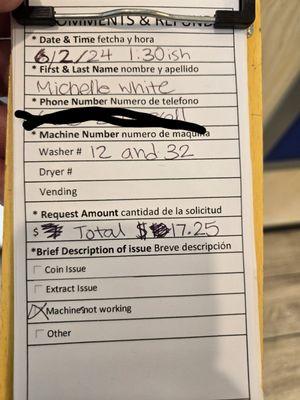 COMMENTS & REFUND
* Date & Time fetcha y hora
6/2/24 1:30ish
* First & Last Name nombre y apellido
Michelle White
* Phone Number Numero de telefono
* Machine Number numero de maquina
Washer # 12 and 32
Dryer #
Vending
* Request Amount cantidad de la solicitud
$ Total $ 17.25
*Brief Description of issue Breve descripción
Coin Issue
Extract Issue
Machine not working
Other